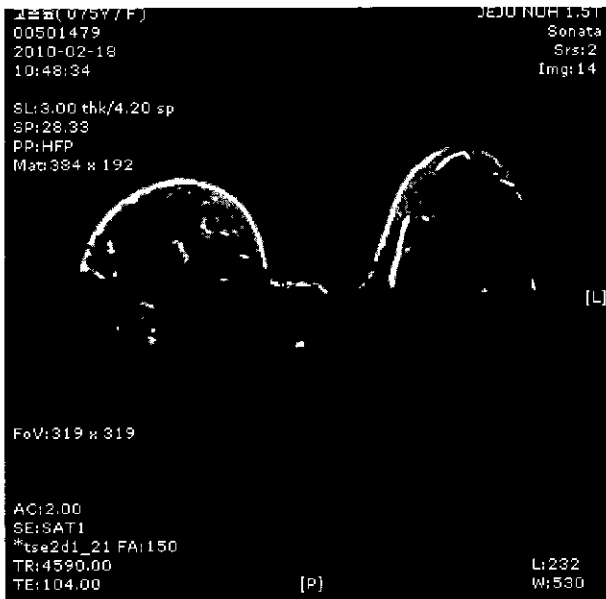 (075Y/F)
00501479
2010-02-18
10:48:34
SL:3.00 thk/4.20 sp
SP:28.33
PP:HFP
Mat:384 x 192
JEJU NUH 1.5T
Sonata
Srs:2
Img:14
[L]
FoV:319 x 319
AC:2.00
SE:SAT1
*tse2d1_21 FA:150
TR:4590.00
TE:104.00
[P]
L:232
W:530